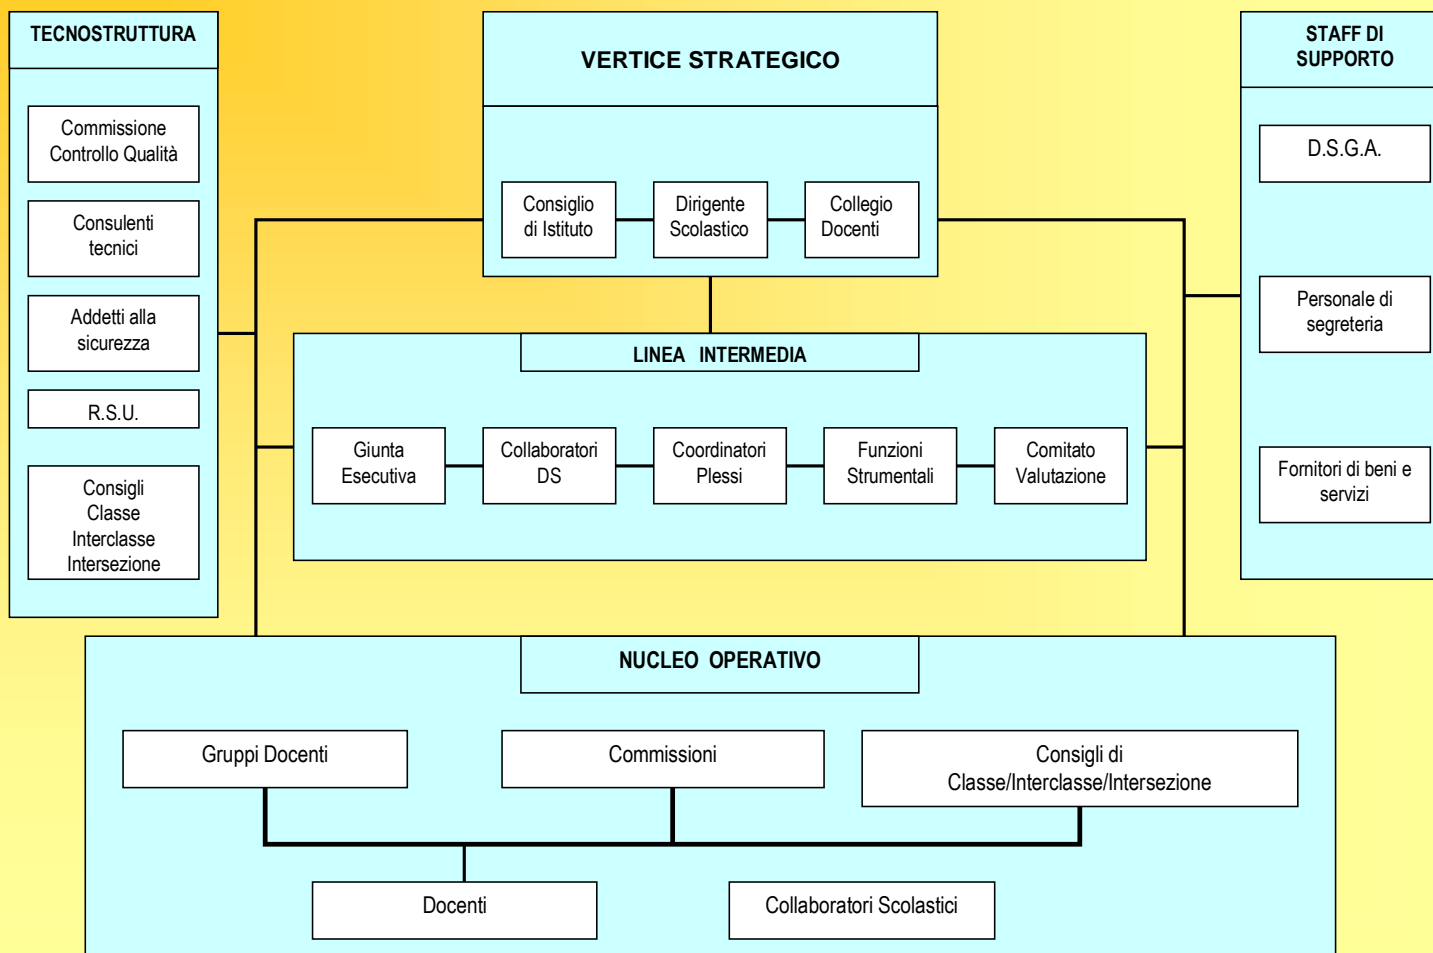 TECNOSTRUTTURA
Commissione
Controllo Qualità
Consulenti
tecnici
Addetti alla
sicurezza
R.S.U.
Consigli
Classe
Interclasse
Intersezione
VERTICE STRATEGICO
Consiglio
di Istituto
Dirigente
Scolastico
Collegio
Docenti
STAFF DI
SUPPORTO
D.S.G.A.
Personale di
segreteria
Fornitori di beni e
servizi
LINEA INTERMEDIA
Giunta
Esecutiva
Collaboratori
DS
Coordinatori
Plessi
Funzioni
Strumentali
Comitato
Valutazione
NUCLEO OPERATIVO
Gruppi Docenti
Commissioni
Consigli di
Classe/Interclasse/Intersezione
Docenti
Collaboratori Scolastici